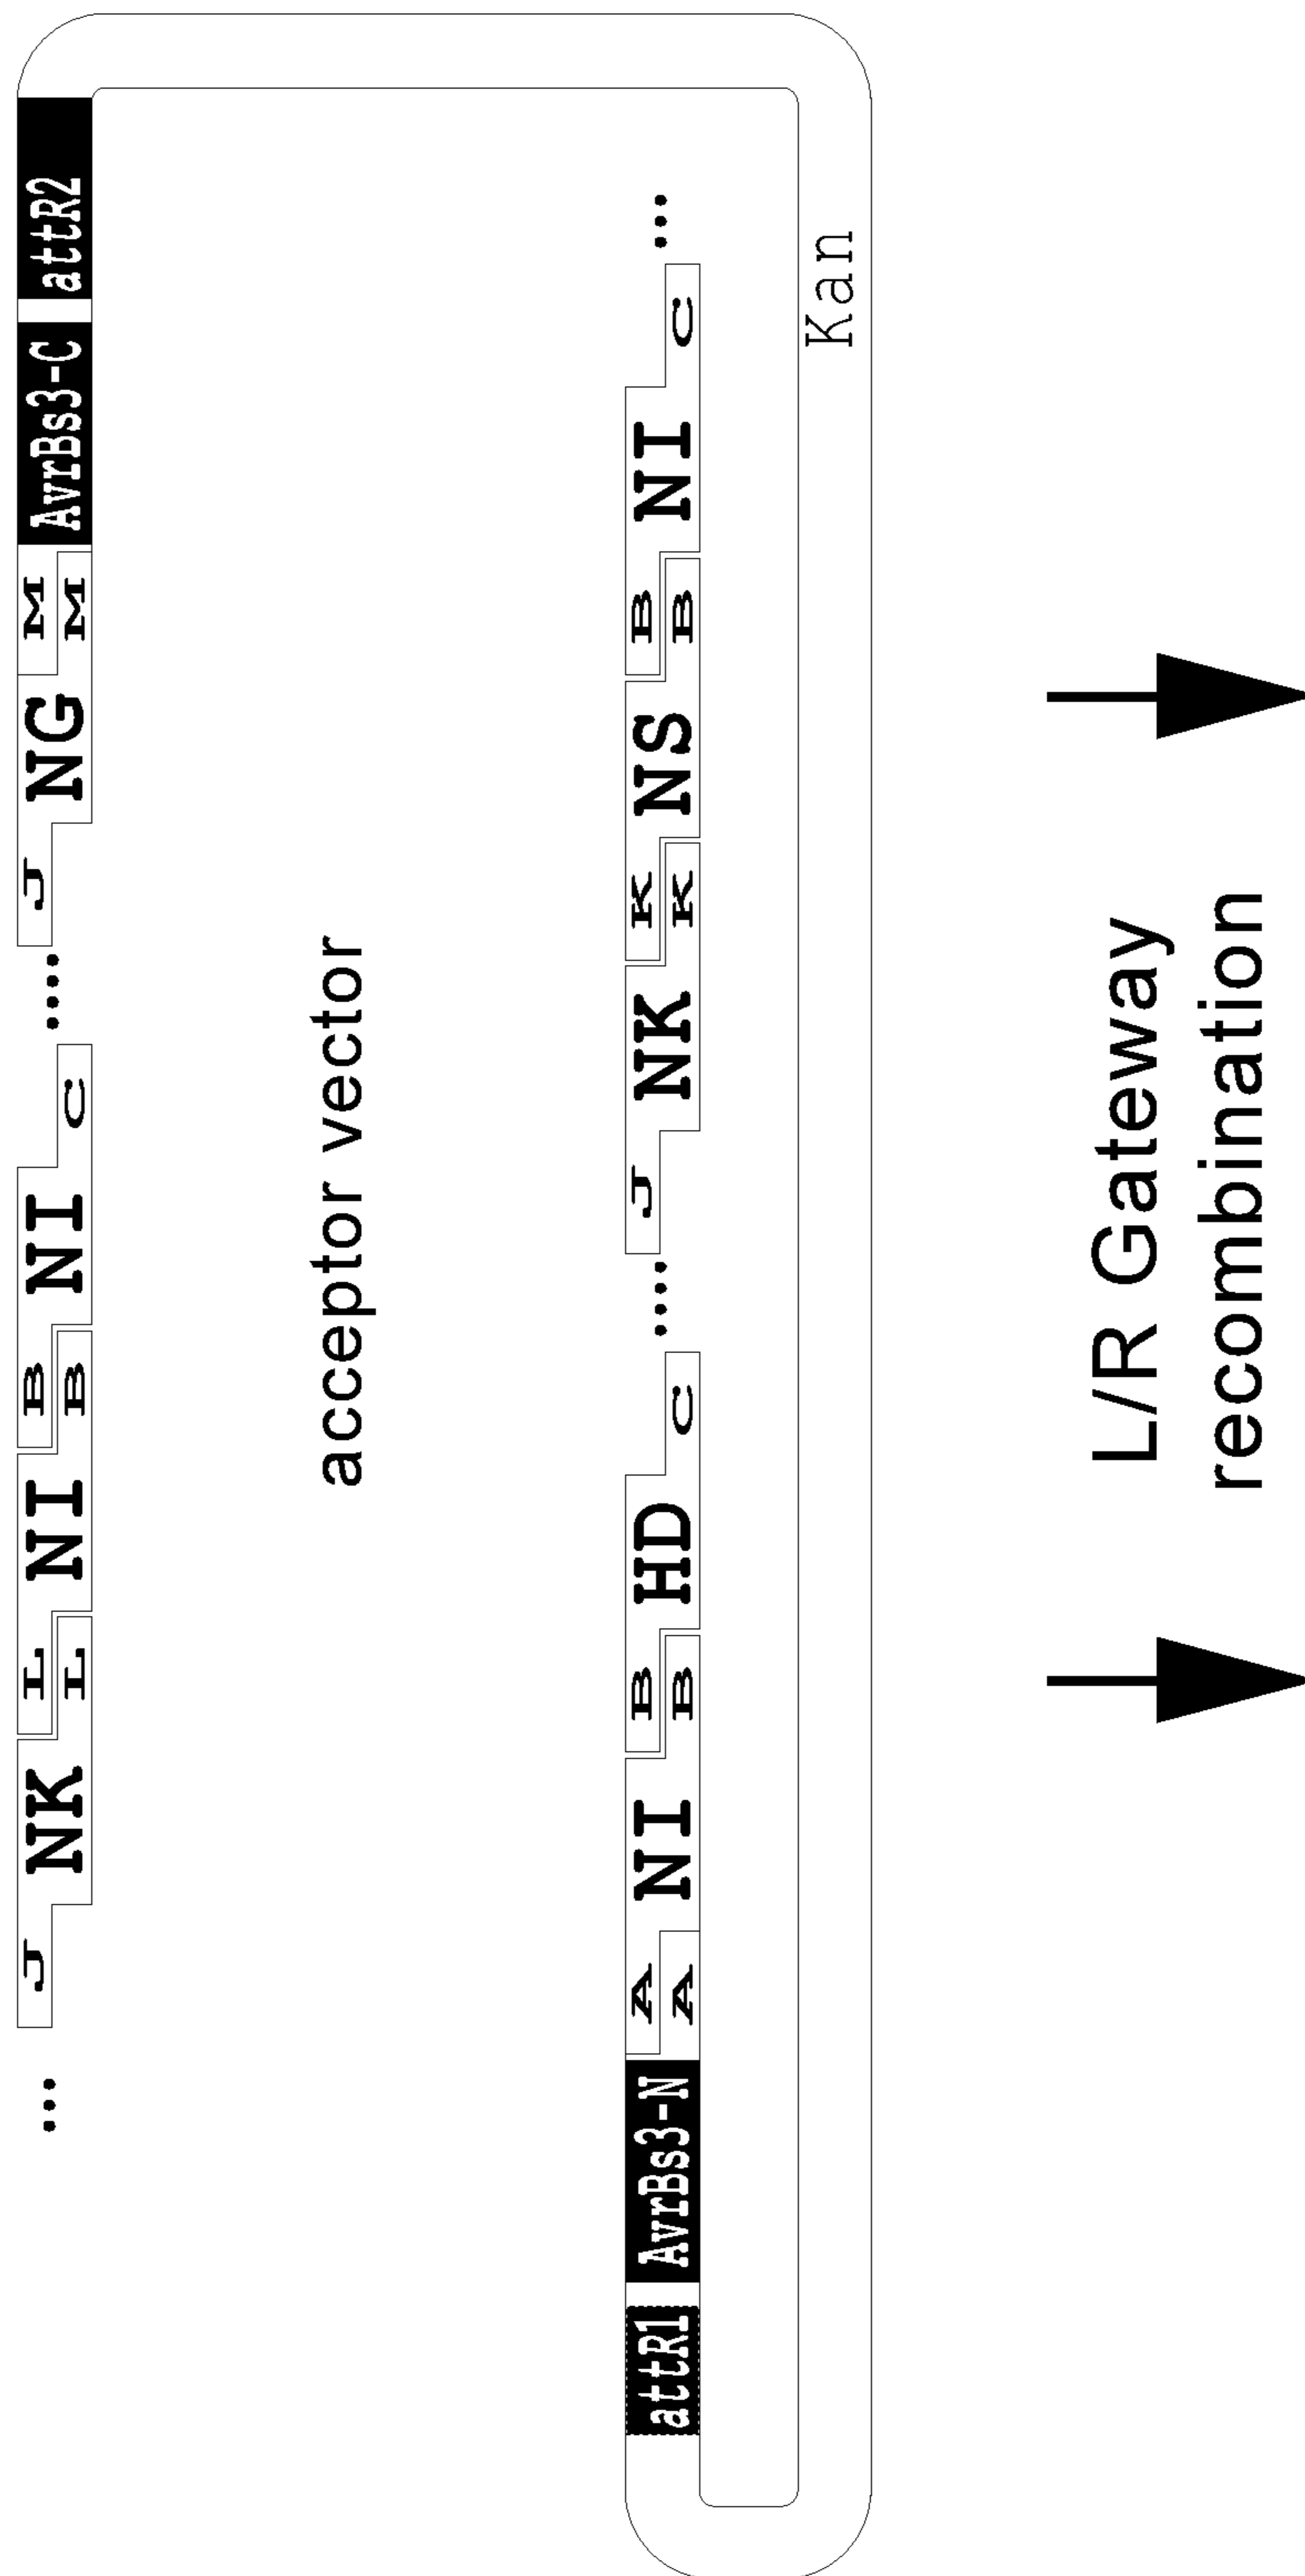 ... J NK L L NI B B NI C .... J NG M M AvrBs3-C attR2
acceptor vector
attR1 AvrBs3-N A A NI B B HD C .... J NK K K NS B B NI C ...
Kan
L/R Gateway
recombination